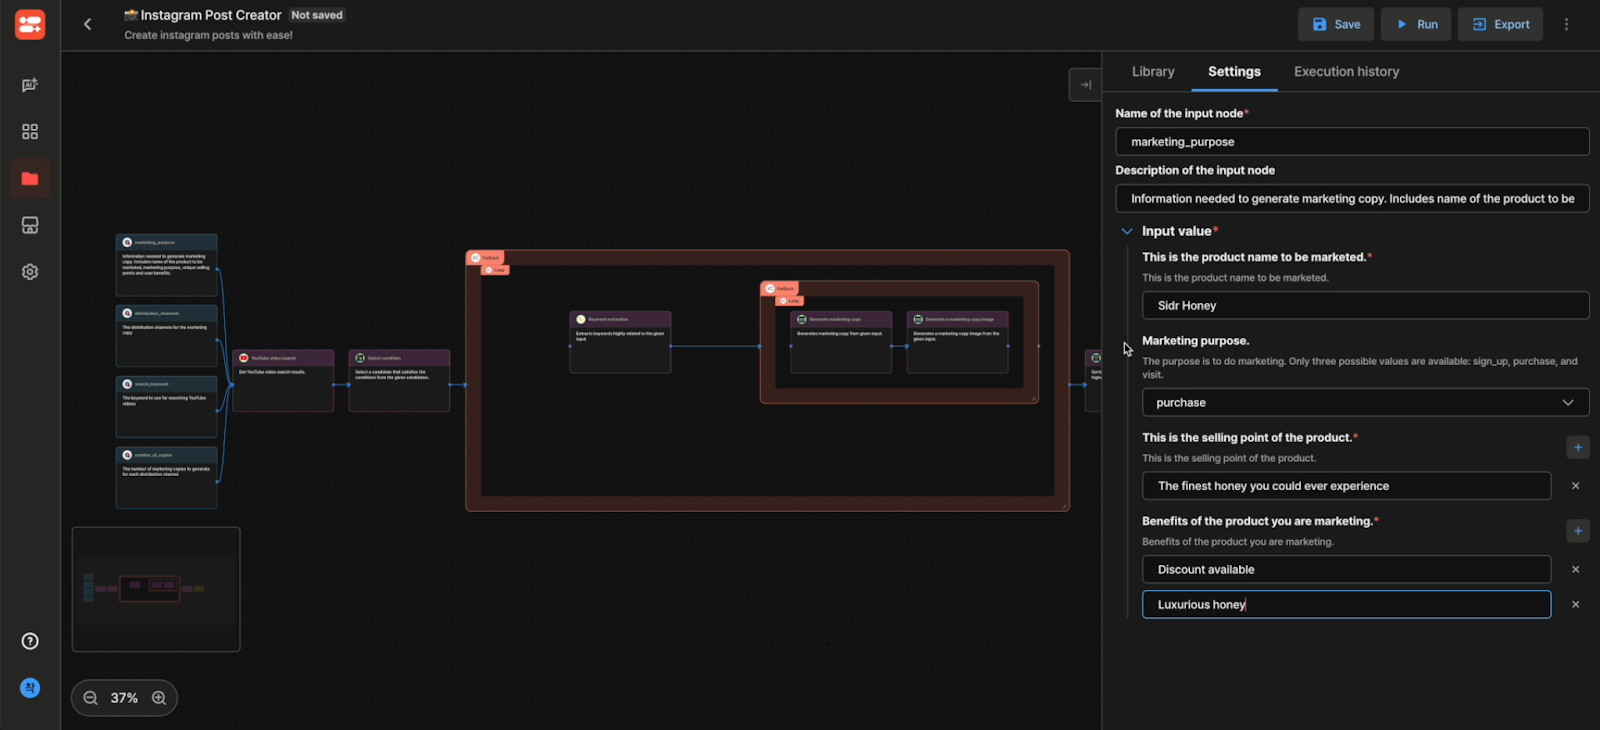 Instagram Post Creator
Not saved
Create instagram posts with ease!
Save
Run
Export
Library
Settings
Execution history
Name of the input node*
marketing_purpose
Description of the input node
Information needed to generate marketing copy. Includes name of the product to be
Input value*
This is the product name to be marketed.*
This is the product name to be marketed.
Sidr Honey
Marketing purpose.
The purpose is to do marketing. Only three possible values are available: sign_up, purchase, and
visit.
purchase
This is the selling point of the product.*
This is the selling point of the product.
The finest honey you could ever experience
Benefits of the product you are marketing.*
Benefits of the product you are marketing.
Discount available
Luxurious honey
marketing_purpose
Information needed to generate marketing
copy. Includes name of the product to be
marketed, marketing purpose, unique selling
points and user benefits.
distribution_channels
The distribution channels for the marketing
copy
search_keyword
The keyword to use for searching YouTube
videos
number_of_copies
The number of marketing copies to generate
for each distribution channel
YouTube video search
Get YouTube video search results.
Select condition
Select a candidate that satisfies the
conditions from the given candidates.
ForEach
Loop
Keyword extraction
Extracts keywords highly related to the given
input.
ForEach
Loop
Generate marketing copy
Generates marketing copy from given input.
Generate a marketing copy image
Generates a marketing copy image from the
given input.
37%
착